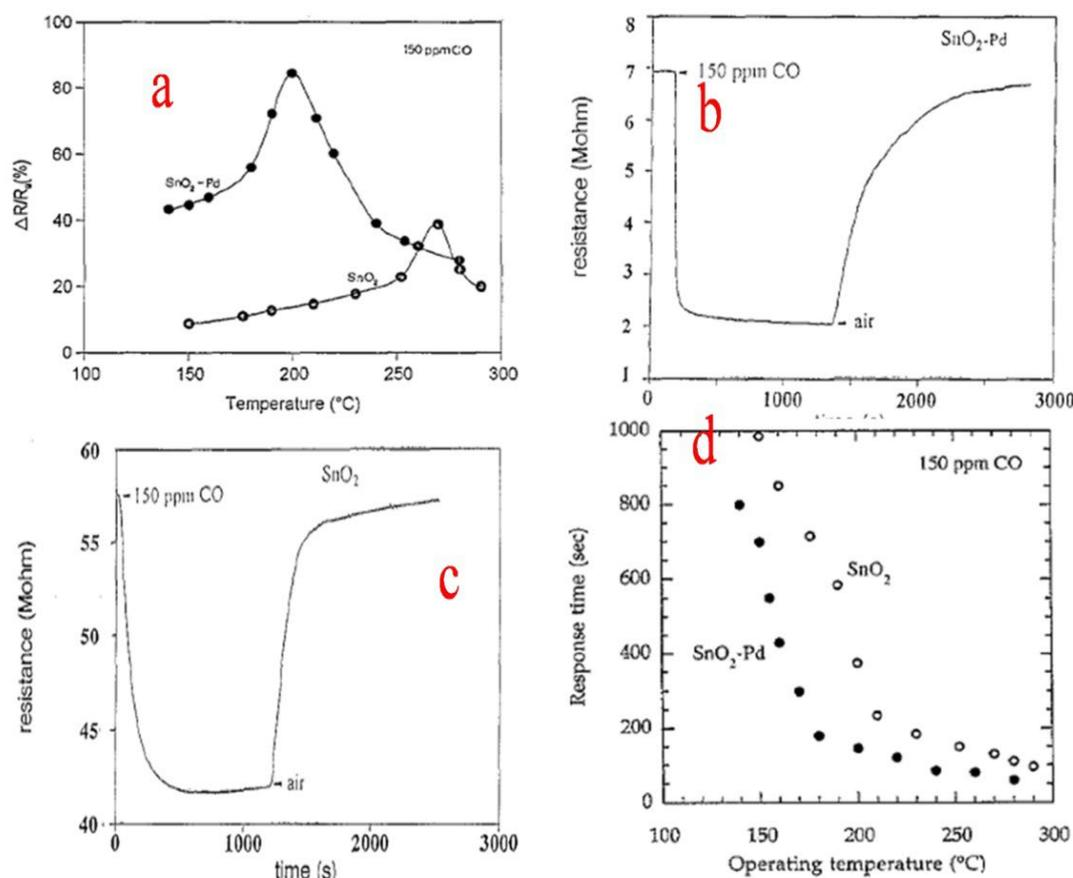 100
80
60
40
20
0
ΔR/Rₐ(%)
a
150 ppm CO
SnO₂-Pd
SnO₂
100 150 200 250 300
Temperature (°C)
8
7
6
5
4
3
2
1
resistance (Mohm)
SnO₂-Pd
150 ppm CO
b
air
0 1000 2000 3000
60
55
50
45
40
resistance (Mohm)
SnO₂
150 ppm CO
c
air
0 1000 2000 3000
time (s)
1000
800
600
400
200
0
Response time (sec)
d
150 ppm CO
SnO₂
SnO₂-Pd
100 150 200 250 300
Operating temperature (°C)